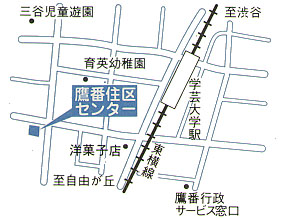 三谷児童遊園
至渋谷
育英幼稚園
学芸大学駅
鷹番住区
センター
洋菓子店
東横線
至自由が丘
鷹番行政
サービス窓口